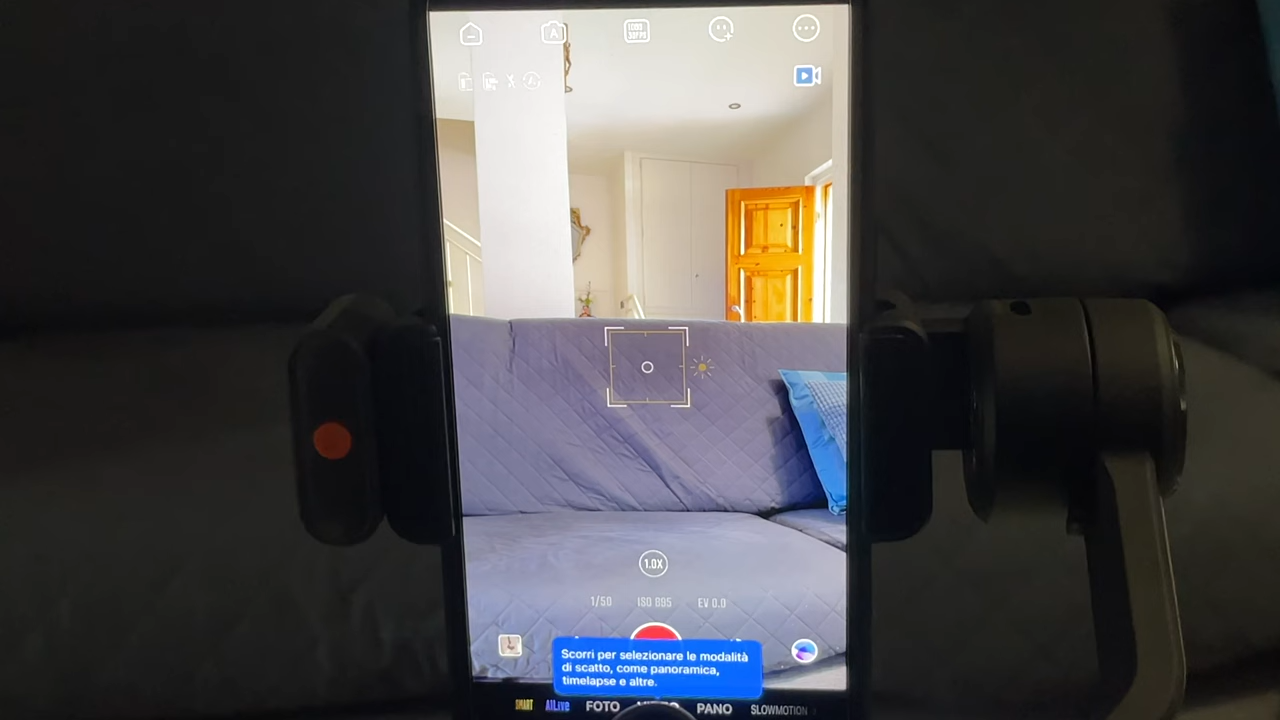 A
1080
30FPS
1.0X
1/50 ISO 695 EV 0.0
Scorri per selezionare le modalità
di scatto, come panoramica,
timelapse e altre.
SMART AILive FOTO PANO SLOWMOTION